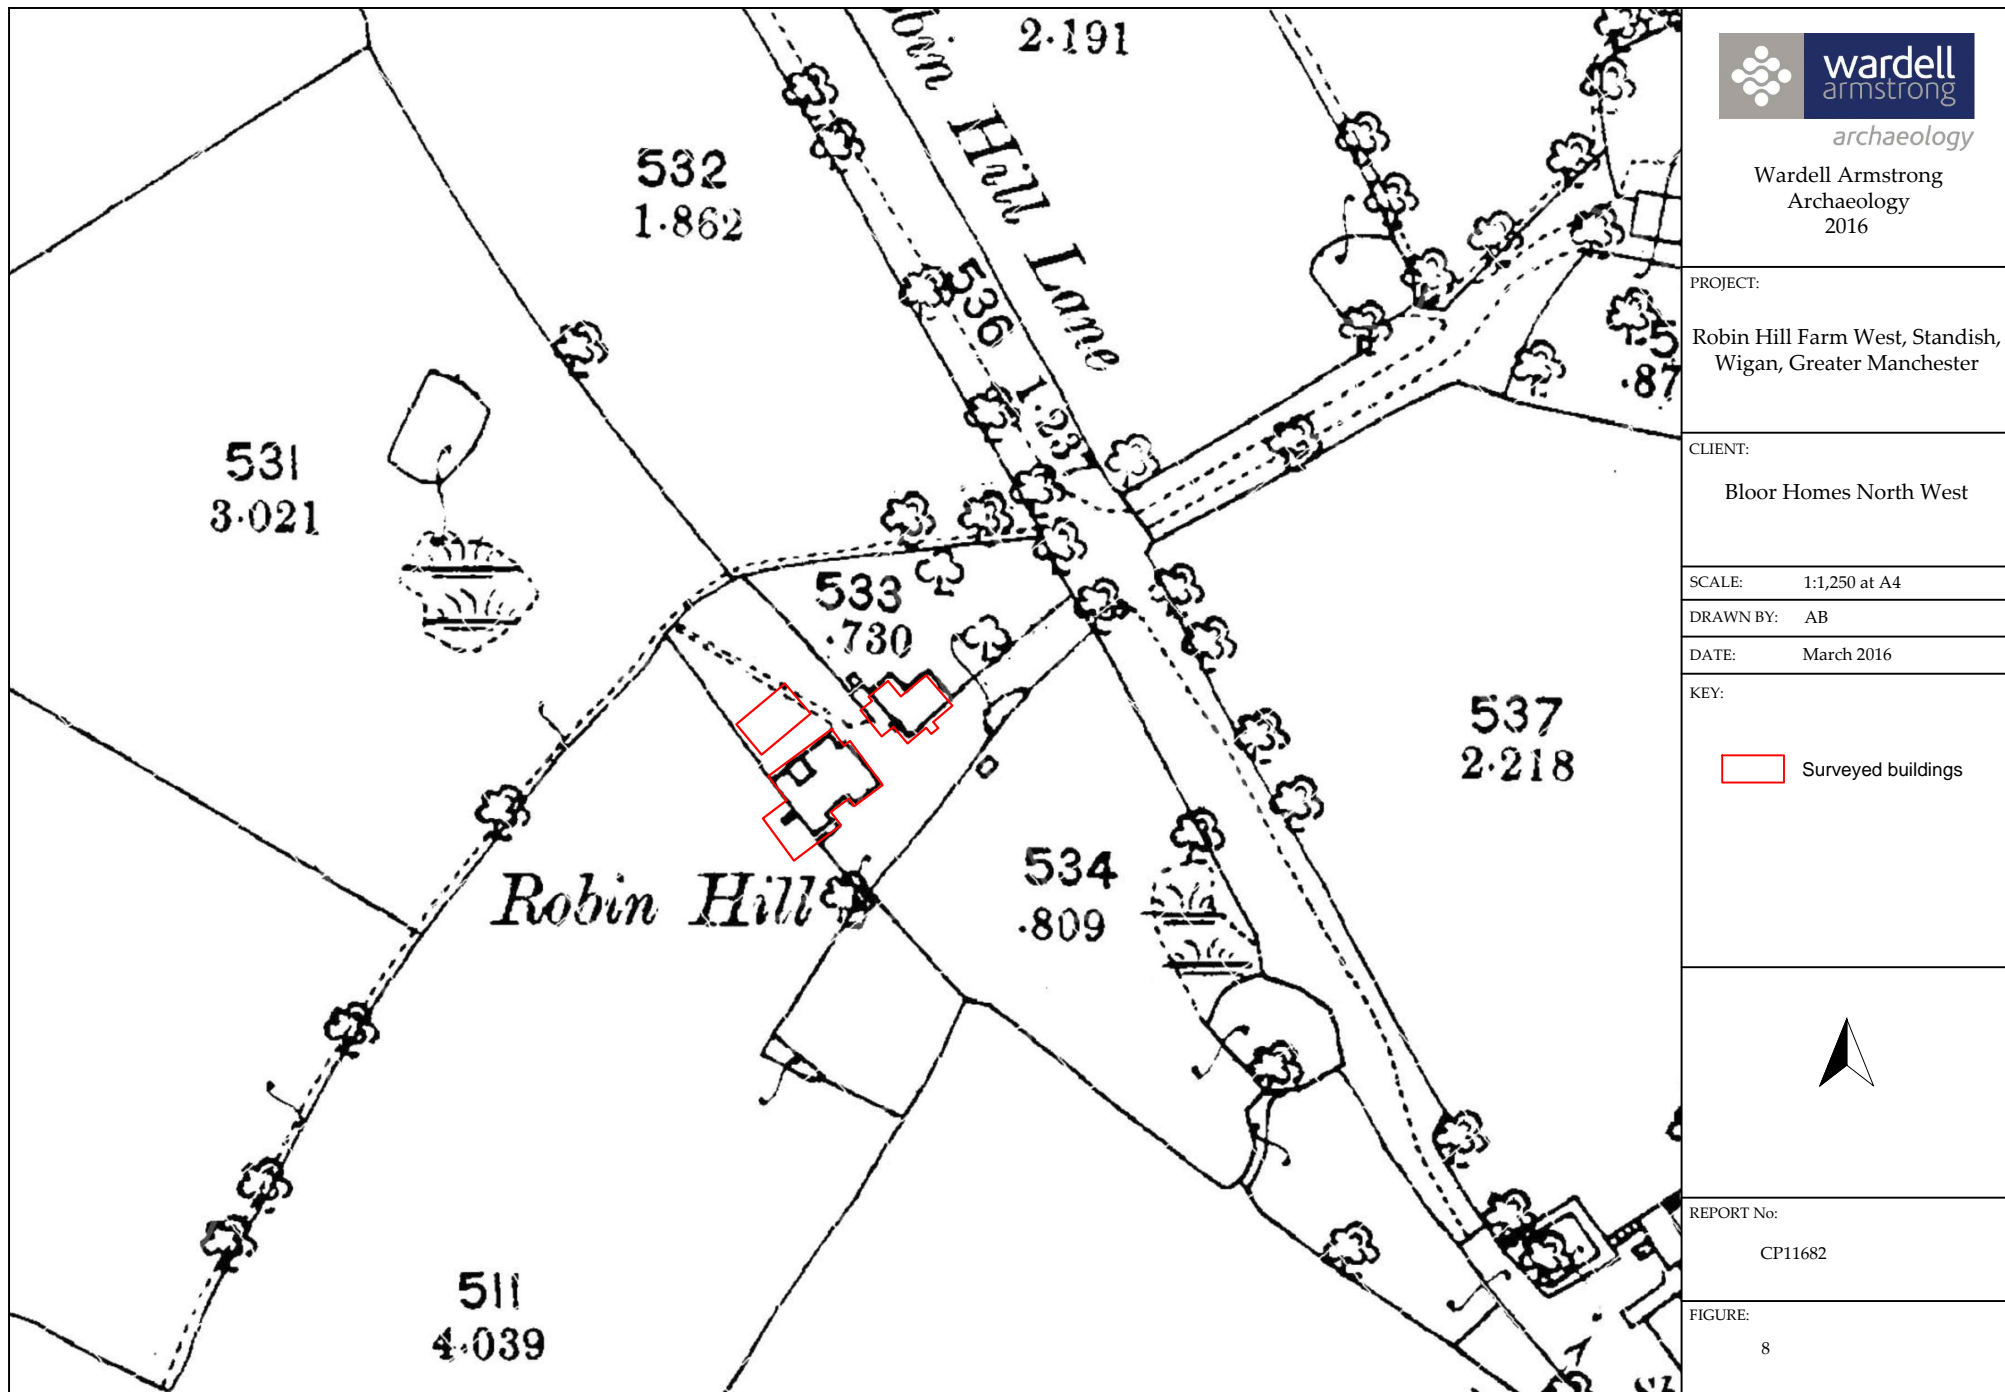 2·191
bin Hill Lane
532
1·862
536
1·23
531
3·021
533
·730
537
2·218
534
·809
Robin Hill
511
4·039
5
·87
wardell
armstrong
archaeology
Wardell Armstrong
Archaeology
2016
PROJECT:
Robin Hill Farm West, Standish,
Wigan, Greater Manchester
CLIENT:
Bloor Homes North West
SCALE: 1:1,250 at A4
DRAWN BY: AB
DATE: March 2016
KEY:
Surveyed buildings
REPORT No:
CP11682
FIGURE:
8